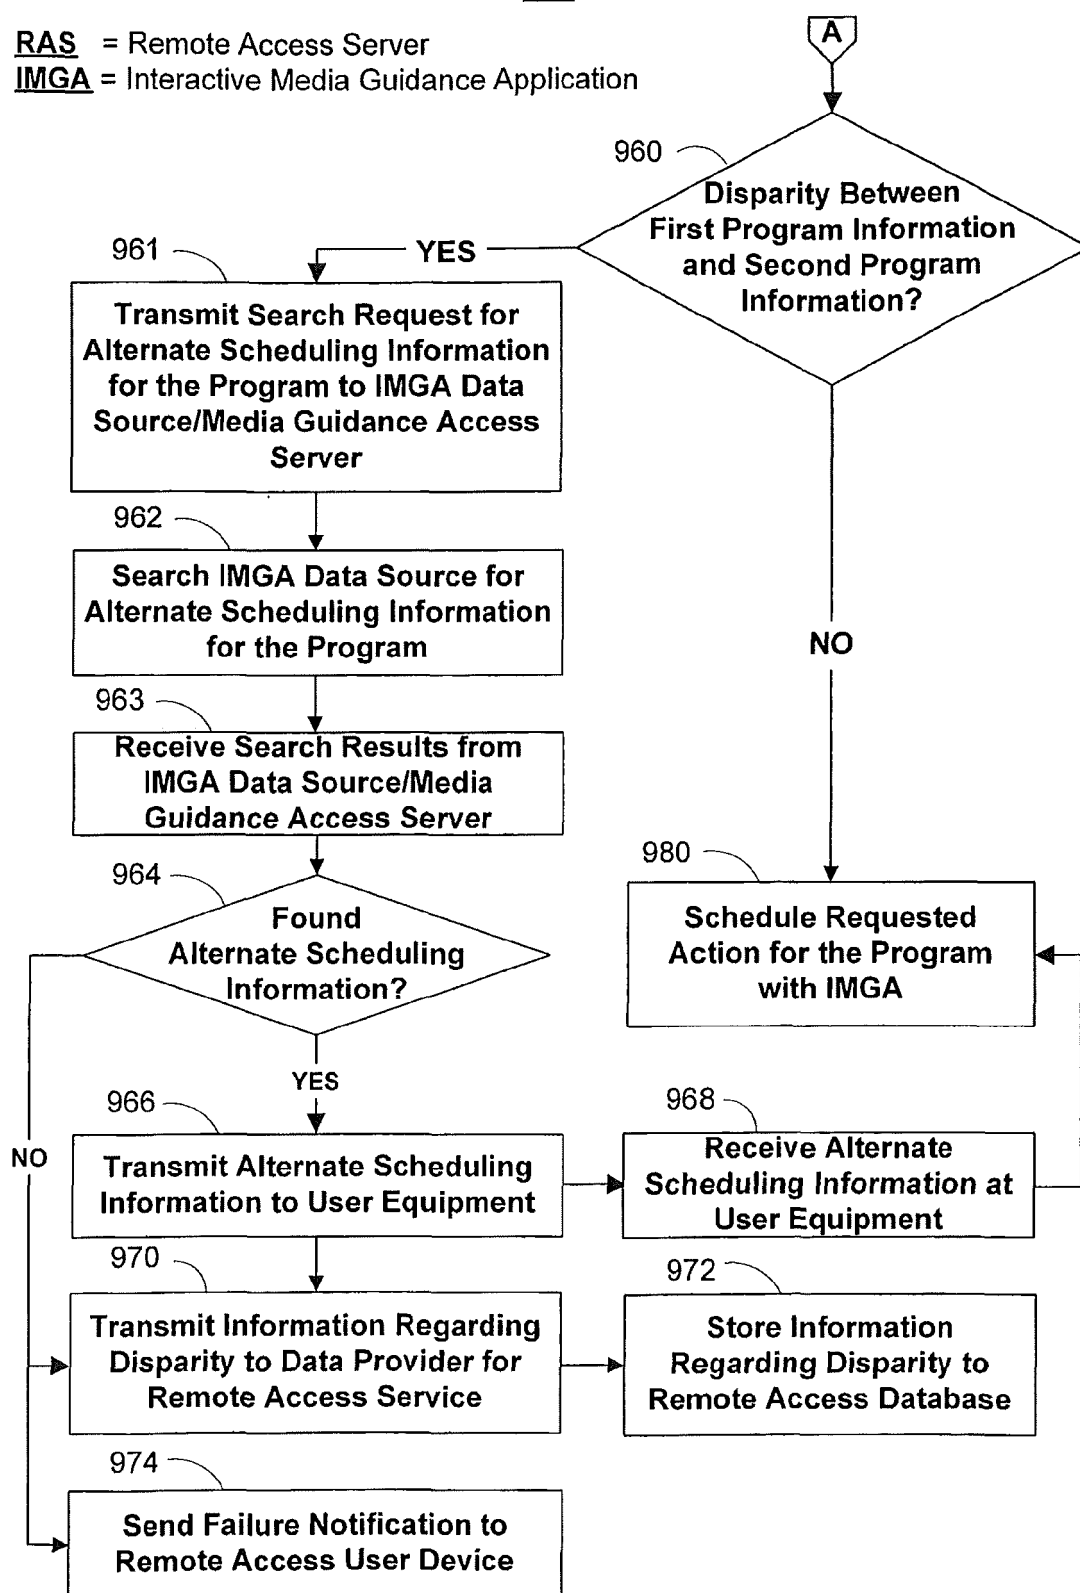 RAS = Remote Access Server
IMGA = Interactive Media Guidance Application
A
960
Disparity Between
First Program Information
and Second Program
Information?
YES
961
Transmit Search Request for
Alternate Scheduling Information
for the Program to IMGA Data
Source/Media Guidance Access
Server
962
Search IMGA Data Source for
Alternate Scheduling Information
for the Program
NO
963
Receive Search Results from
IMGA Data Source/Media
Guidance Access Server
964
Found
Alternate Scheduling
Information?
980
Schedule Requested
Action for the Program
with IMGA
YES
NO
966
Transmit Alternate Scheduling
Information to User Equipment
968
Receive Alternate
Scheduling Information at
User Equipment
970
Transmit Information Regarding
Disparity to Data Provider for
Remote Access Service
972
Store Information
Regarding Disparity to
Remote Access Database
974
Send Failure Notification to
Remote Access User Device